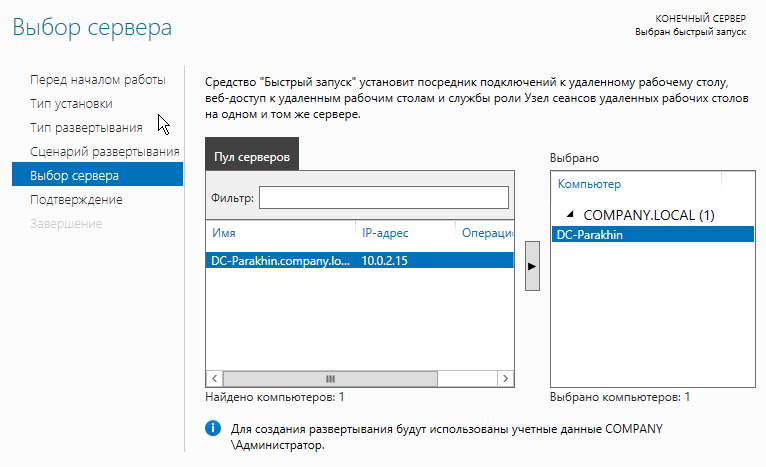 Выбор сервера
КОНЕЧНЫЙ СЕРВЕР
Выбран быстрый запуск
Перед началом работы
Тип установки
Тип развертывания
Сценарий развертывания
Выбор сервера
Подтверждение
Завершение
Средство "Быстрый запуск" установит посредник подключений к удаленному рабочему столу,
веб-доступ к удаленным рабочим столам и службы роли Узел сеансов удаленных рабочих столов
на одном и том же сервере.
Пул серверов
Фильтр:
Имя IP-адрес Операцис
DC-Parakhin.company.lo... 10.0.2.15
Найдено компьютеров: 1
Выбрано
Компьютер
COMPANY.LOCAL (1)
DC-Parakhin
Выбрано компьютеров: 1
Для создания развертывания будут использованы учетные данные COMPANY
\Администратор.